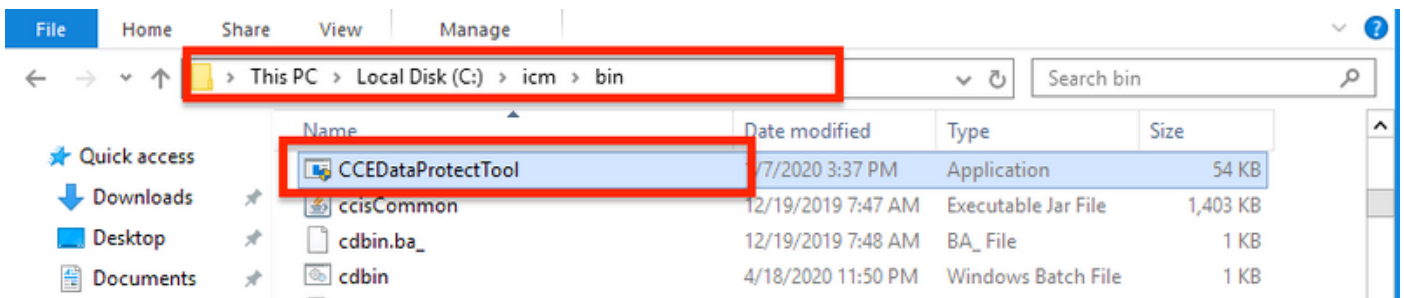 File Home Share View Manage
This PC > Local Disk (C:) > icm > bin Search bin
Name Date modified Type Size
Quick access
CCEDataProtectTool /7/2020 3:37 PM Application 54 KB
Downloads ccisCommon 12/19/2019 7:47 AM Executable Jar File 1,403 KB
Desktop cdbin.ba_ 12/19/2019 7:48 AM BA_ File 1 KB
Documents cdbin 4/18/2020 11:50 PM Windows Batch File 1 KB